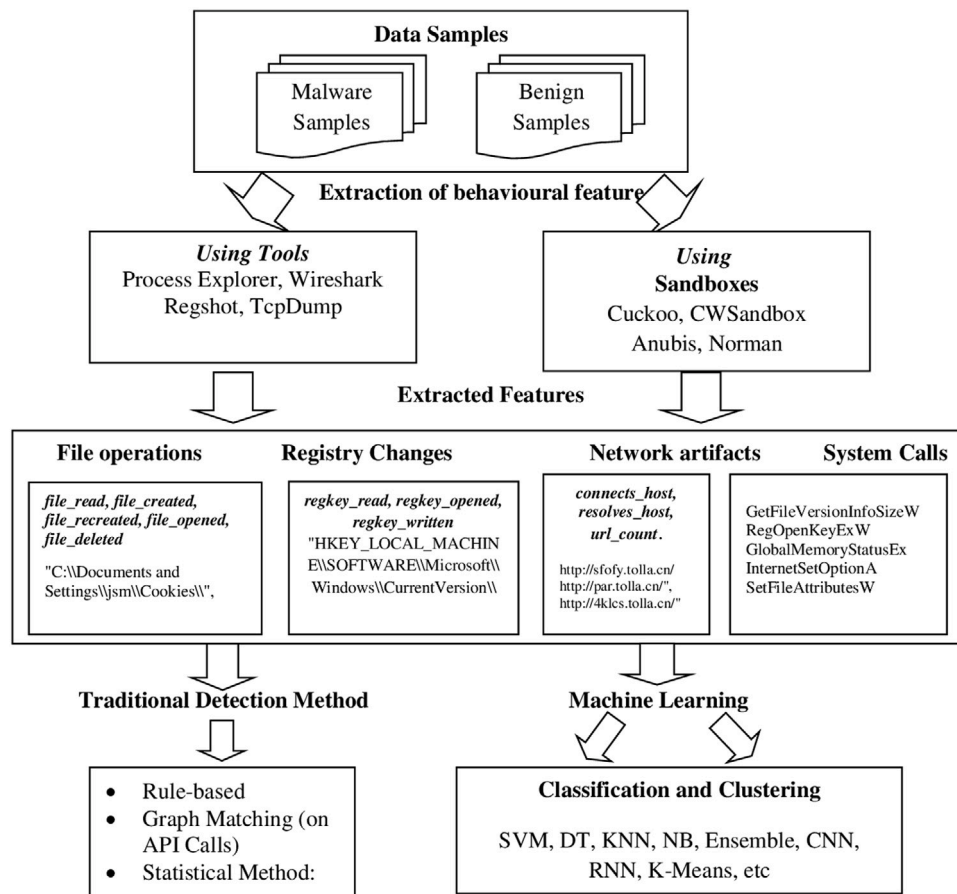 Data Samples
Malware
Samples
Benign
Samples
Extraction of behavioural feature
Using Tools
Process Explorer, Wireshark
Regshot, TcpDump
Using
Sandboxes
Cuckoo, CWSandbox
Anubis, Norman
Extracted Features
File operations
file_read, file_created,
file_recreated, file_opened,
file_deleted
"C:\\Documents and
Settings\\jsm\\Cookies\\",
Registry Changes
regkey_read, regkey_opened,
regkey_written
"HKEY_LOCAL_MACHIN
E\\SOFTWARE\\Microsoft\\
Windows\\CurrentVersion\\
Network artifacts
connects_host,
resolves_host,
url_count.
http://sfofy.tolla.cn/
http://par.tolla.cn/",
http://4klcs.tolla.cn/"
System Calls
GetFileVersionInfoSizeW
RegOpenKeyExW
GlobalMemoryStatusEx
InternetSetOptionA
SetFileAttributesW
Traditional Detection Method
Machine Learning
• Rule-based
• Graph Matching (on
API Calls)
• Statistical Method:
Classification and Clustering
SVM, DT, KNN, NB, Ensemble, CNN,
RNN, K-Means, etc